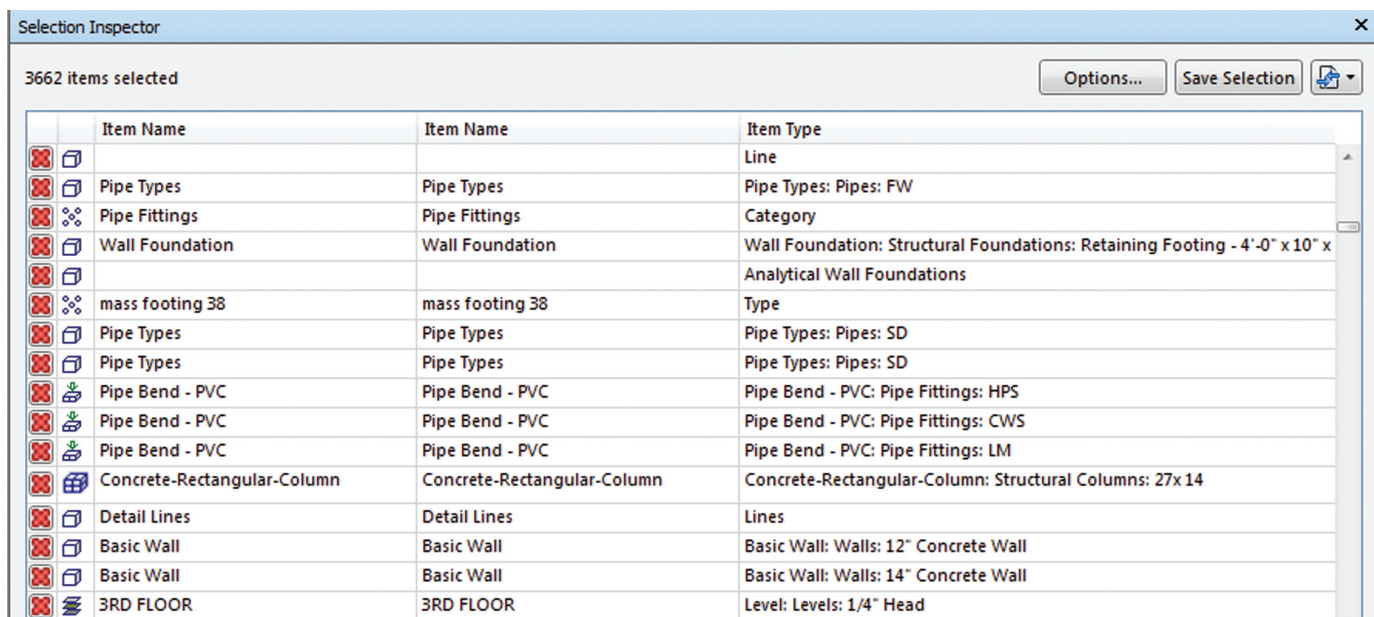 Selection Inspector
3662 items selected Options... Save Selection
Item Name Item Name Item Type
Line
Pipe Types Pipe Types Pipe Types: Pipes: FW
Pipe Fittings Pipe Fittings Category
Wall Foundation Wall Foundation Wall Foundation: Structural Foundations: Retaining Footing - 4'-0" x 10" x
Analytical Wall Foundations
mass footing 38 mass footing 38 Type
Pipe Types Pipe Types Pipe Types: Pipes: SD
Pipe Types Pipe Types Pipe Types: Pipes: SD
Pipe Bend - PVC Pipe Bend - PVC Pipe Bend - PVC: Pipe Fittings: HPS
Pipe Bend - PVC Pipe Bend - PVC Pipe Bend - PVC: Pipe Fittings: CWS
Pipe Bend - PVC Pipe Bend - PVC Pipe Bend - PVC: Pipe Fittings: LM
Concrete-Rectangular-Column Concrete-Rectangular-Column Concrete-Rectangular-Column: Structural Columns: 27x 14
Detail Lines Detail Lines Lines
Basic Wall Basic Wall Basic Wall: Walls: 12" Concrete Wall
Basic Wall Basic Wall Basic Wall: Walls: 14" Concrete Wall
3RD FLOOR 3RD FLOOR Level: Levels: 1/4" Head